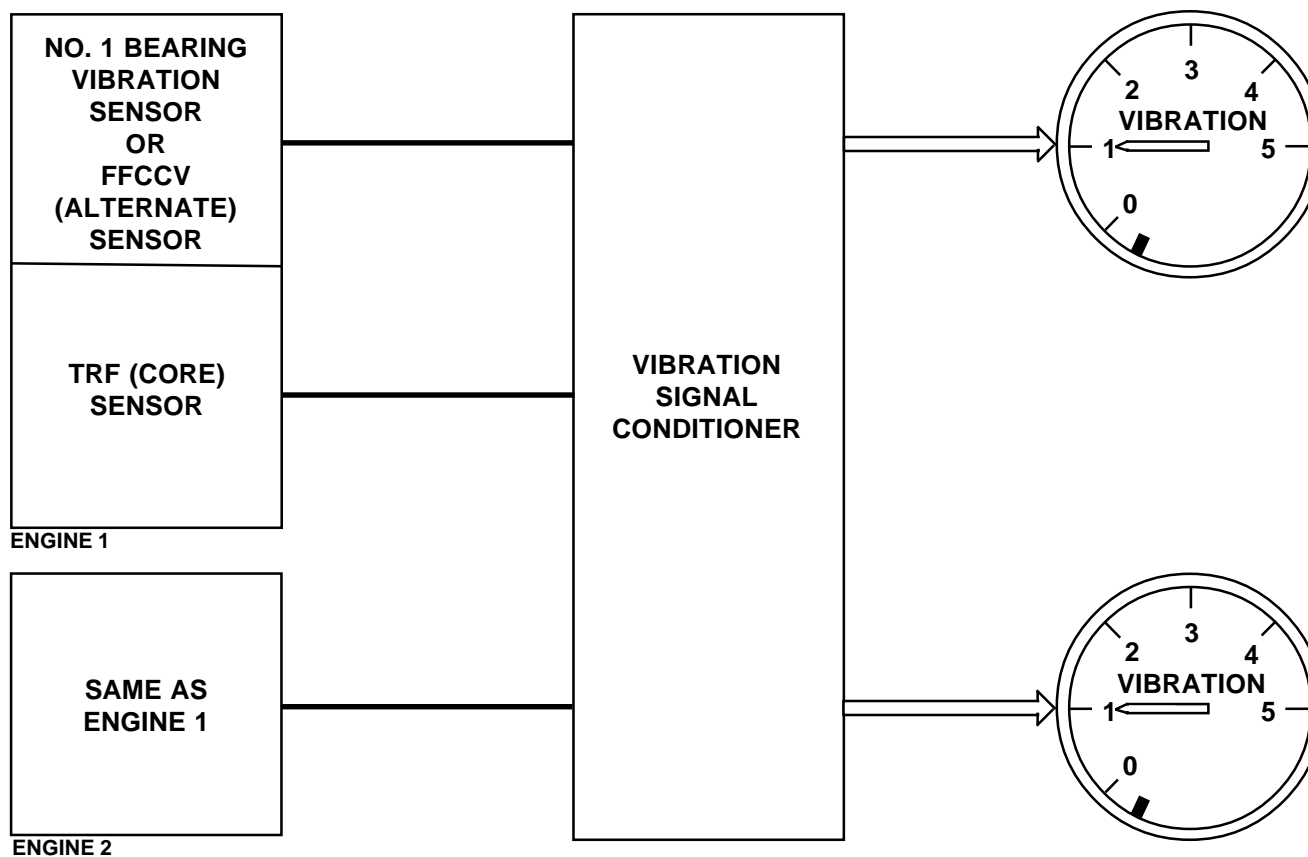 NO. 1 BEARING
VIBRATION
SENSOR
OR
FFCCV
(ALTERNATE)
SENSOR
TRF (CORE)
SENSOR
ENGINE 1
SAME AS
ENGINE 1
ENGINE 2
VIBRATION
SIGNAL
CONDITIONER
3
2 4
VIBRATION
1 5
0
3
2 4
VIBRATION
1 5
0